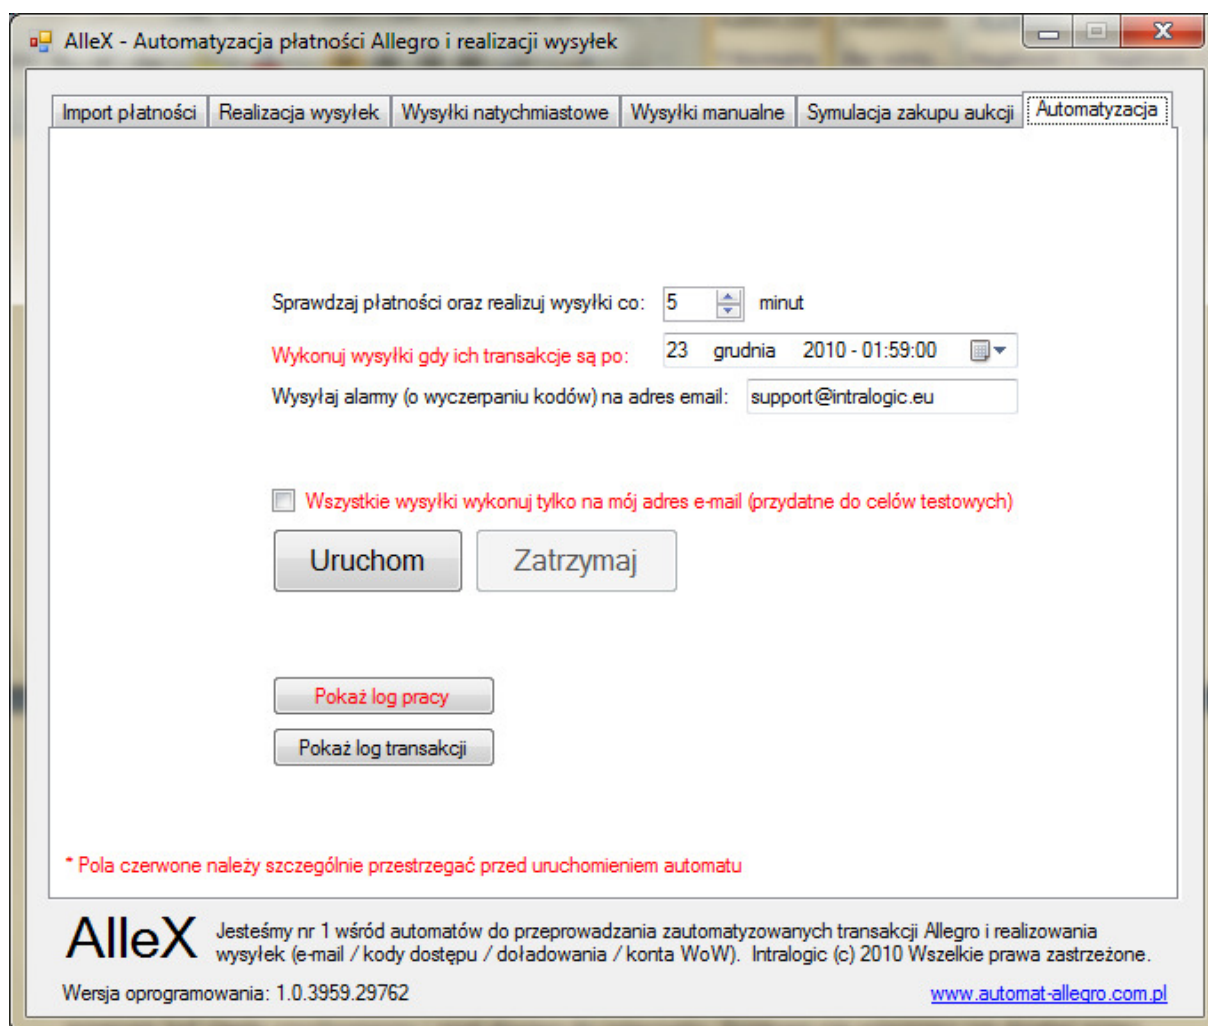 AlleX - Automatyzacja płatności Allegro i realizacji wysyłek
Import płatności Realizacja wysyłek Wysyłki natychmiastowe Wysyłki manualne Symulacja zakupu aukcji Automatyzacja
Sprawdzaj płatności oraz realizuj wysyłki co: 5 minut
Wykonuj wysyłki gdy ich transakcje są po: 23 grudnia 2010 - 01:59:00
Wysyłaj alarmy (o wyczerpaniu kodów) na adres email: support@intralogic.eu
Wszystkie wysyłki wykonuj tylko na mój adres e-mail (przydatne do celów testowych)
Uruchom Zatrzymaj
Pokaż log pracy
Pokaż log transakcji
* Pola czerwone należy szczególnie przestrzegać przed uruchomieniem automatu
AlleX Jesteśmy nr 1 wśród automatów do przeprowadzania zautomatyzowanych transakcji Allegro i realizowania
wysyłek (e-mail / kody dostępu / doładowania / konta WoW). Intralogic (c) 2010 Wszelkie prawa zastrzeżone.
Wersja oprogramowania: 1.0.3959.29762 www.automat-allegro.com.pl